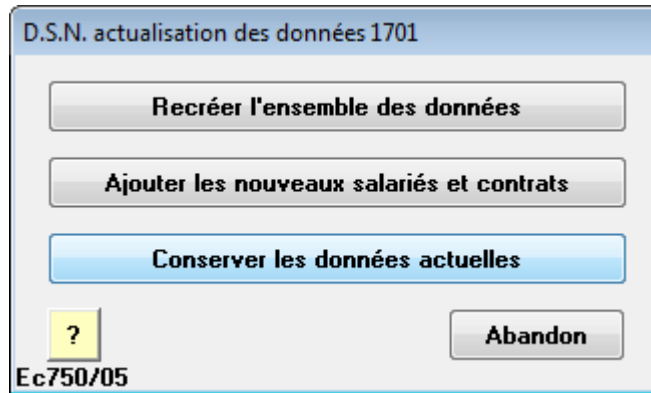 D.S.N. actualisation des données 1701
Recréer l'ensemble des données
Ajouter les nouveaux salariés et contrats
Conserver les données actuelles
?
Abandon
Ec750/05